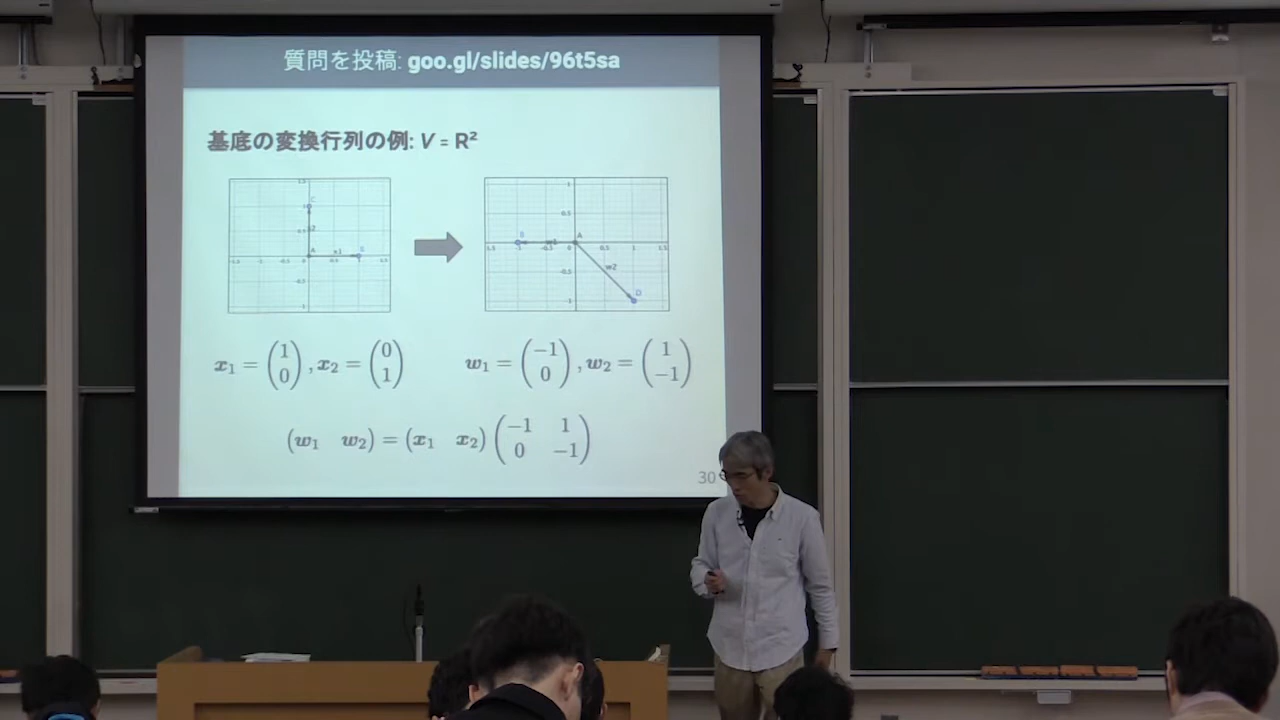 質問を投稿: goo.gl/slides/96t5sa
基底の変換行列の例: V = R²
x₁ = (1 0), x₂ = (0 1)
w₁ = (−1 0), w₂ = (1 −1)
(w₁ w₂) = (x₁ x₂) (−1 1 0 −1)
30